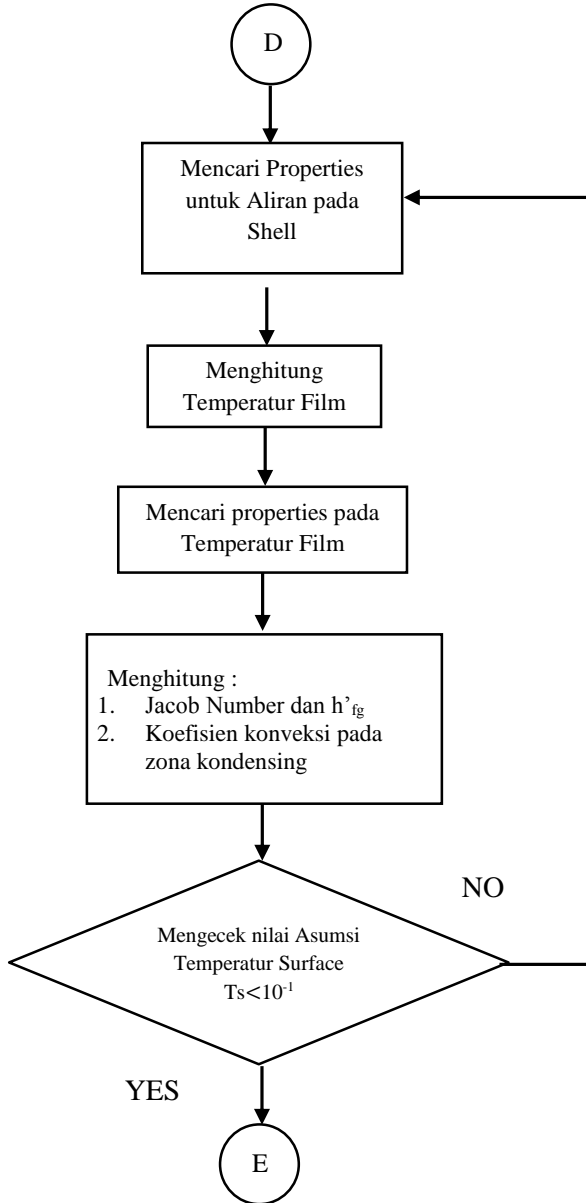 D
Mencari Properties
untuk Aliran pada
Shell
Menghitung
Temperatur Film
Mencari properties pada
Temperatur Film
Menghitung :
1. Jacob Number dan h’fg
2. Koefisien konveksi pada
zona kondensing
NO
Mengecek nilai Asumsi
Temperatur Surface
Ts<10-1
YES
E